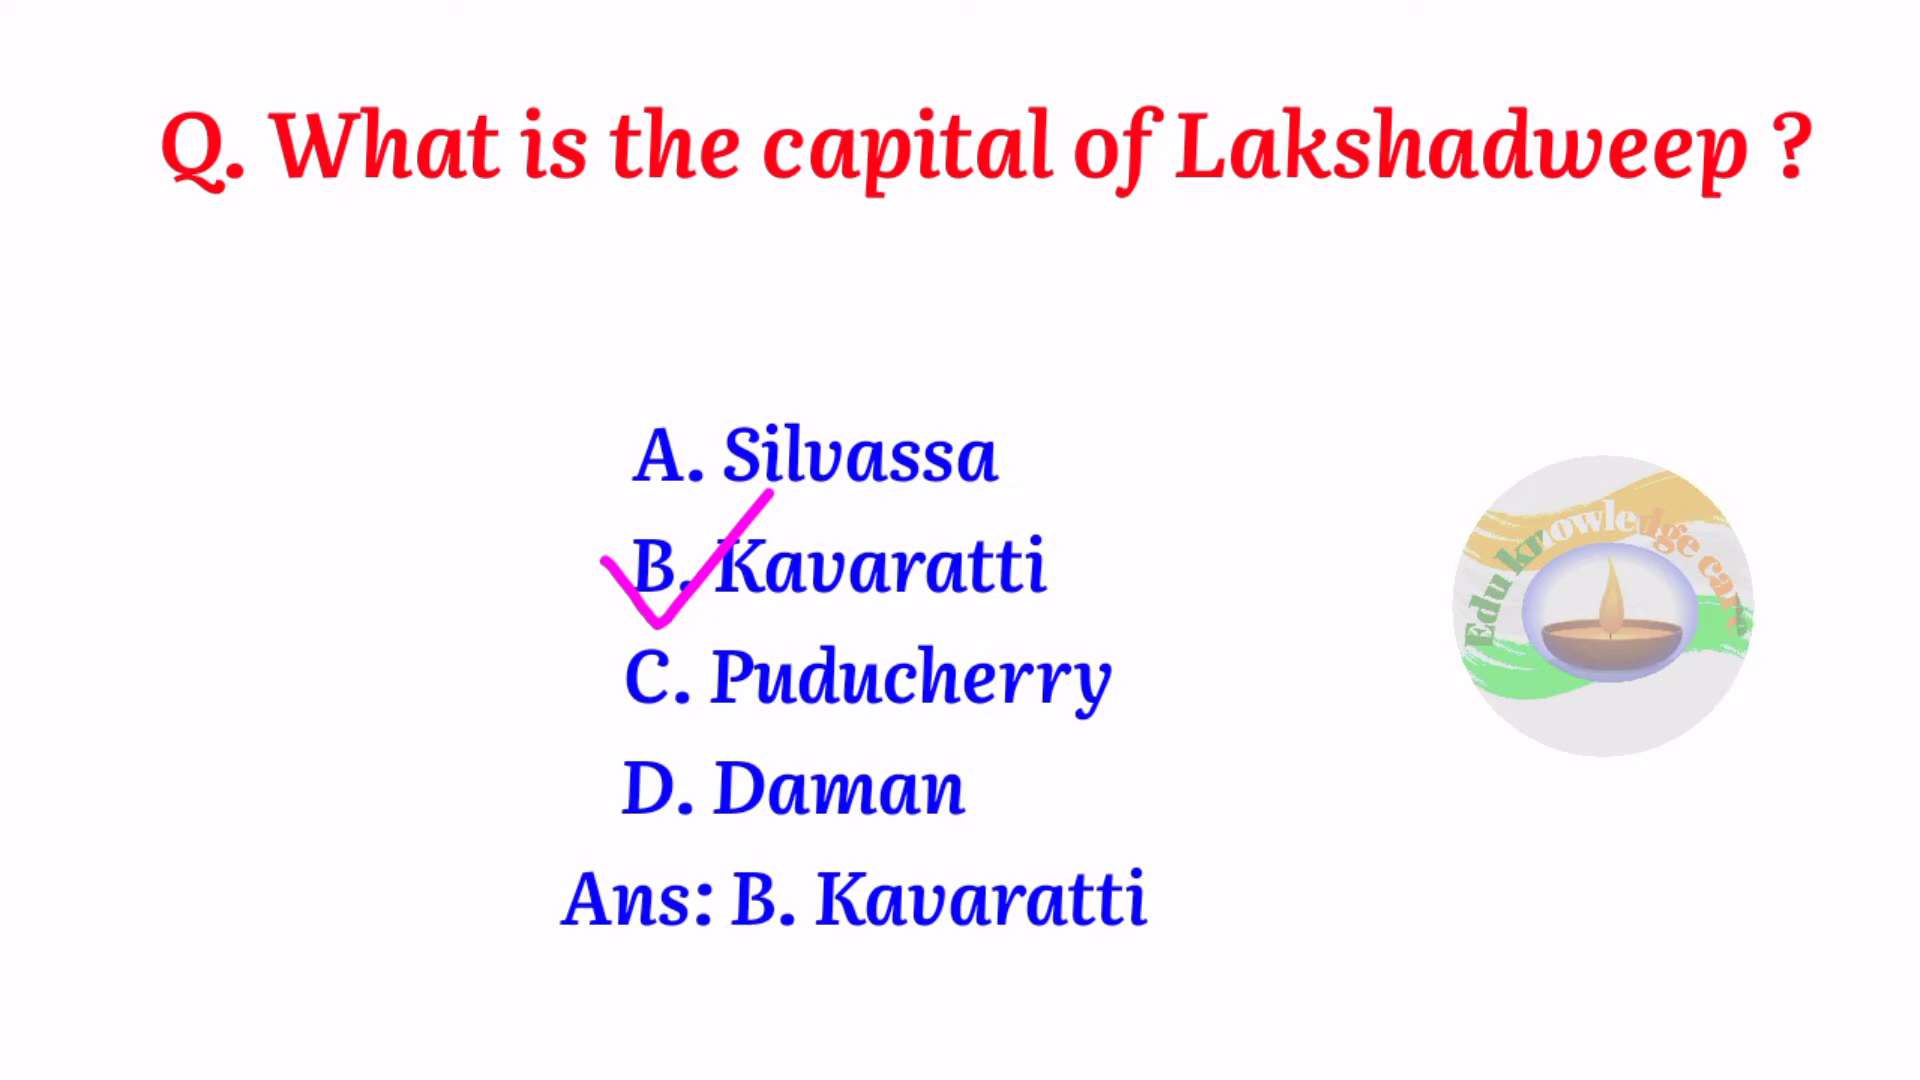 Q. What is the capital of Lakshadweep ?
A. Silvassa
B. Kavaratti
C. Puducherry
D. Daman
Ans: B. Kavaratti
Edu knowledge care